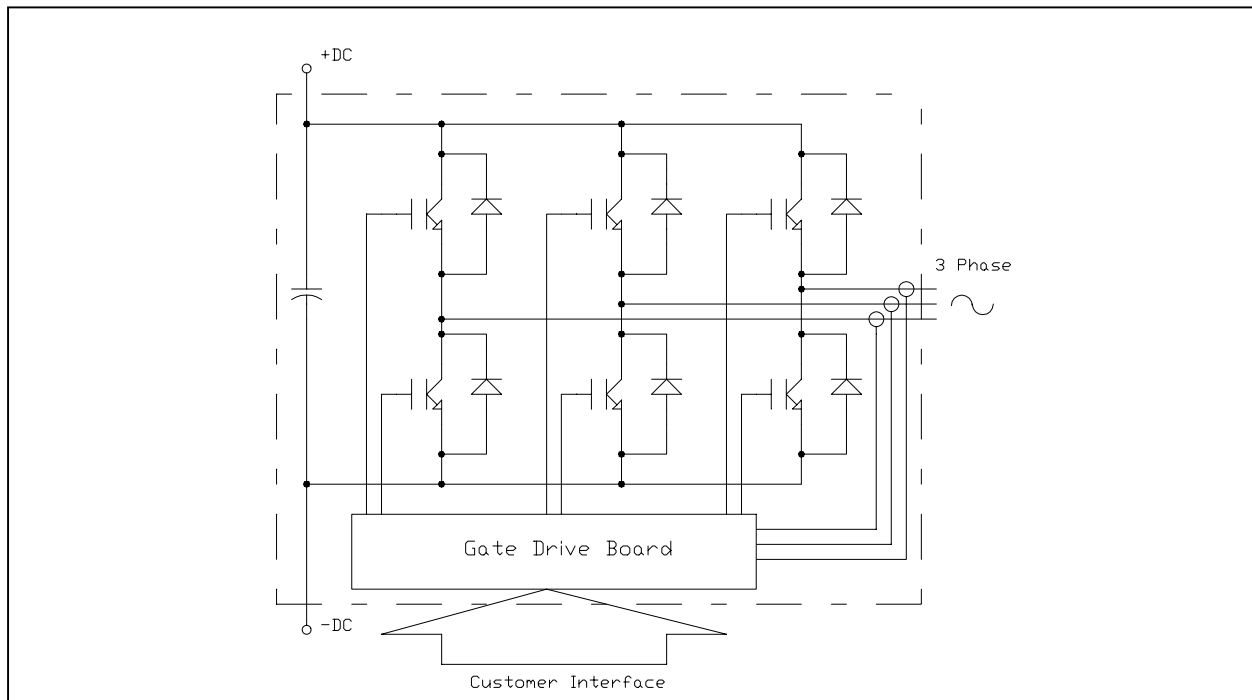 +DC
3 Phase
Gate Drive Board
-DC
Customer Interface